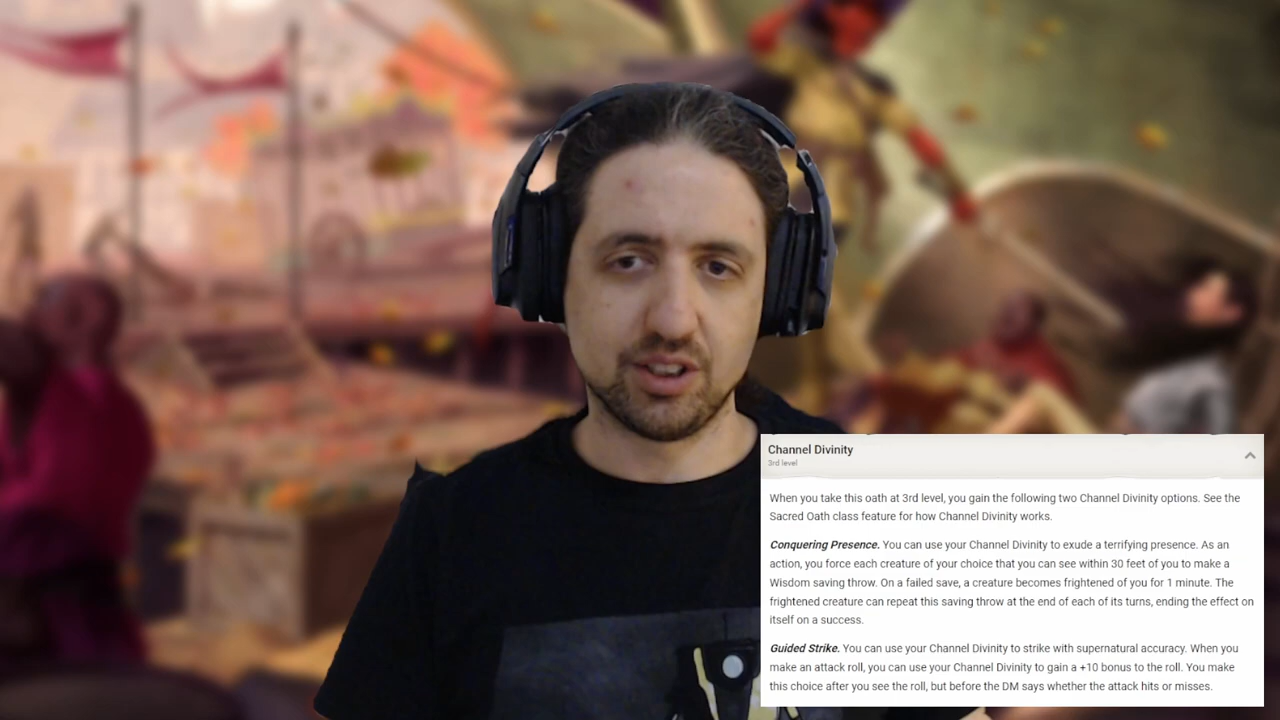 Channel Divinity
3rd level
When you take this oath at 3rd level, you gain the following two Channel Divinity options. See the
Sacred Oath class feature for how Channel Divinity works.
Conquering Presence. You can use your Channel Divinity to exude a terrifying presence. As an
action, you force each creature of your choice that you can see within 30 feet of you to make a
Wisdom saving throw. On a failed save, a creature becomes frightened of you for 1 minute. The
frightened creature can repeat this saving throw at the end of each of its turns, ending the effect on
itself on a success.
Guided Strike. You can use your Channel Divinity to strike with supernatural accuracy. When you
make an attack roll, you can use your Channel Divinity to gain a +10 bonus to the roll. You make
this choice after you see the roll, but before the DM says whether the attack hits or misses.